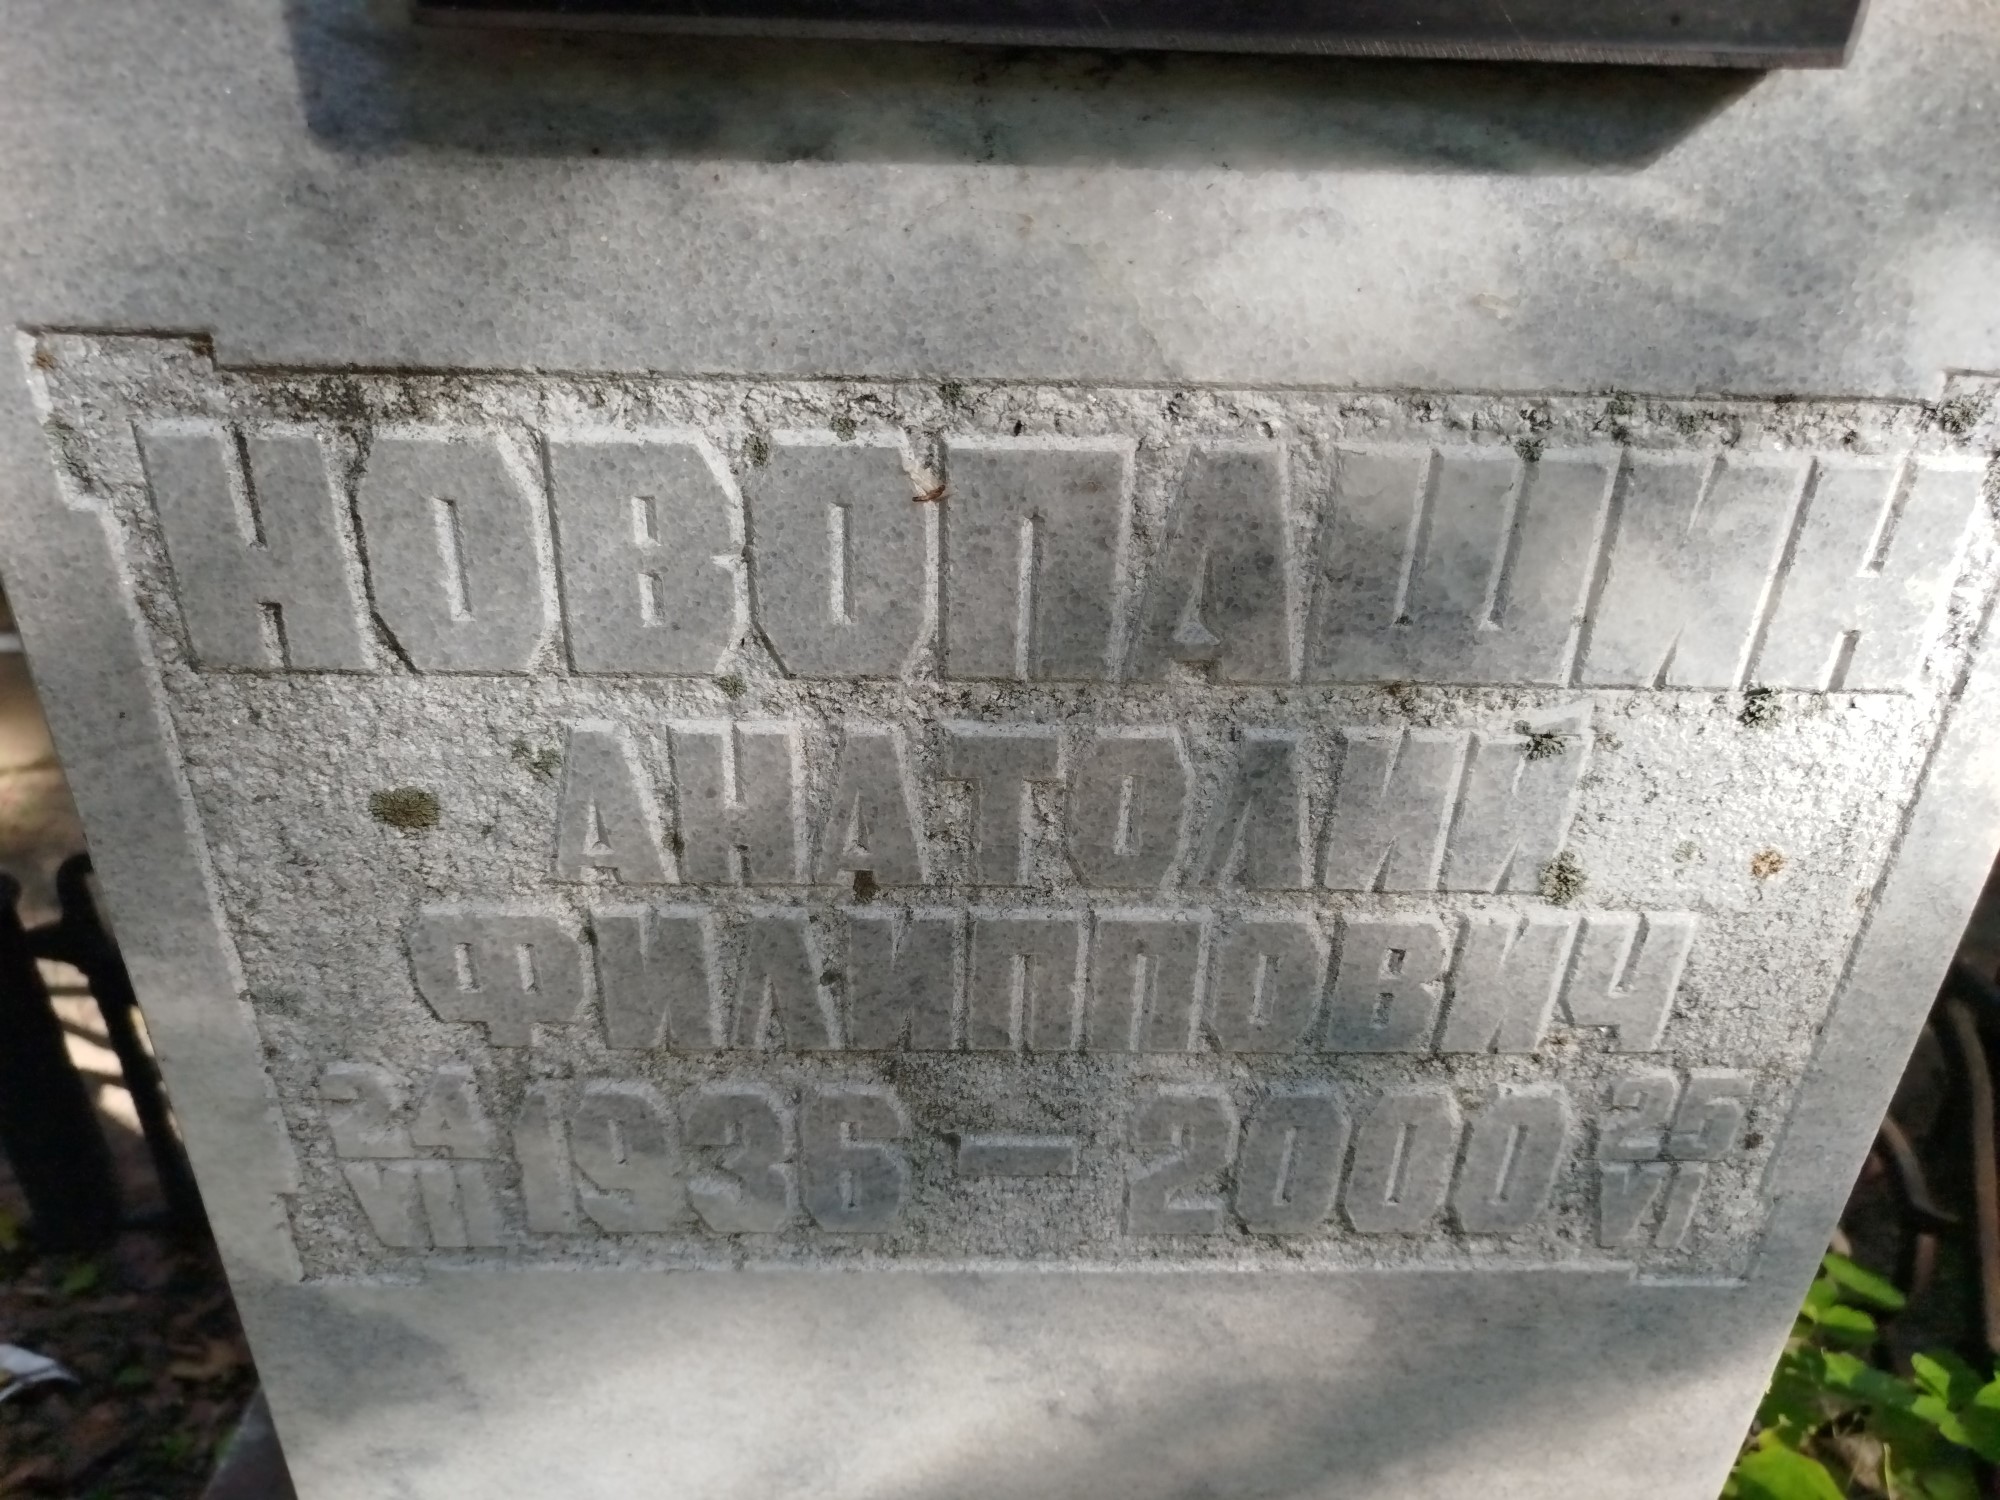 НОВОПАШИН
АНАТОЛИЙ
ФИЛИППОВИЧ
24 1936 — 2000 25
VII VI